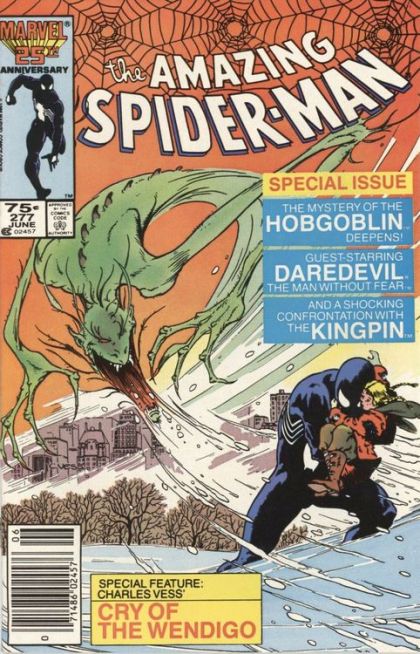 MARVEL®
25TH
ANNIVERSARY
the AMAZING
SPIDER-MAN
TM
75¢
277
JUNE
02457
APPROVED
BY THE
COMICS
CODE
AUTHORITY
SPECIAL ISSUE
THE MYSTERY OF THE
HOBGOBLIN
DEEPENS!
GUEST-STARRING
DAREDEVIL
THE MAN WITHOUT FEAR
AND A SHOCKING
CONFRONTATION WITH
THE KINGPIN
06
71486 02457
0
SPECIAL FEATURE:
CHARLES VESS'
CRY OF
THE WENDIGO